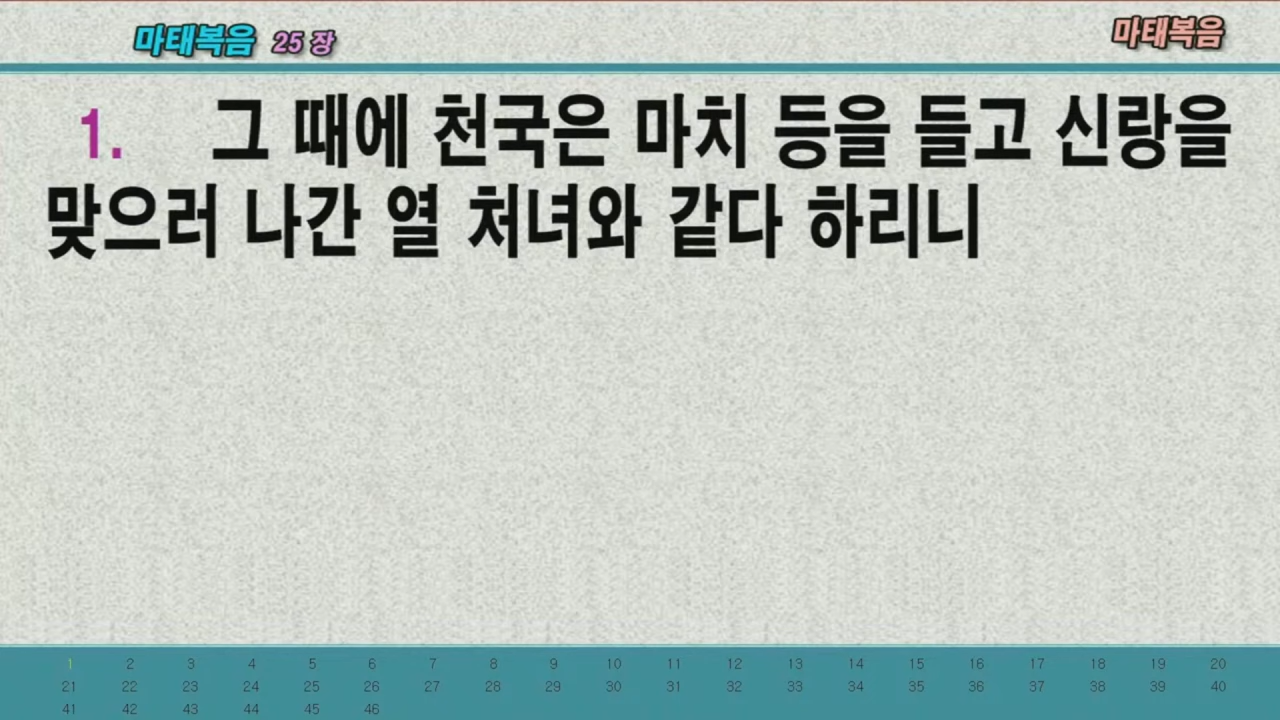 마태복음 25 장 마태복음
1. 그 때에 천국은 마치 등을 들고 신랑을
맞으러 나간 열 처녀와 같다 하리니
1 2 3 4 5 6 7 8 9 10 11 12 13 14 15 16 17 18 19 20
21 22 23 24 25 26 27 28 29 30 31 32 33 34 35 36 37 38 39 40
41 42 43 44 45 46